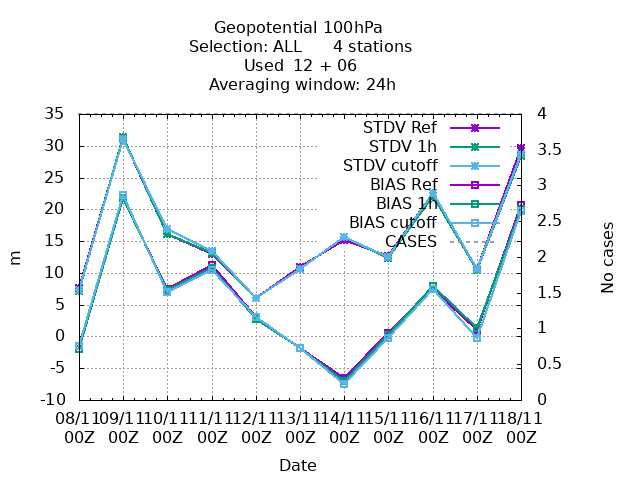 Geopotential 100hPa
Selection: ALL 4 stations
Used 12 + 06
Averaging window: 24h
35
30
25
20
15
10
5
0
-5
-10
m
4
3.5
3
2.5
2
1.5
1
0.5
0
No cases
STDV Ref
STDV 1h
STDV cutoff
BIAS Ref
BIAS 1h
BIAS cutoff
CASES
08/11 09/11 10/11 11/11 12/11 13/11 14/11 15/11 16/11 17/11 18/11
00Z 00Z 00Z 00Z 00Z 00Z 00Z 00Z 00Z 00Z 00Z
Date